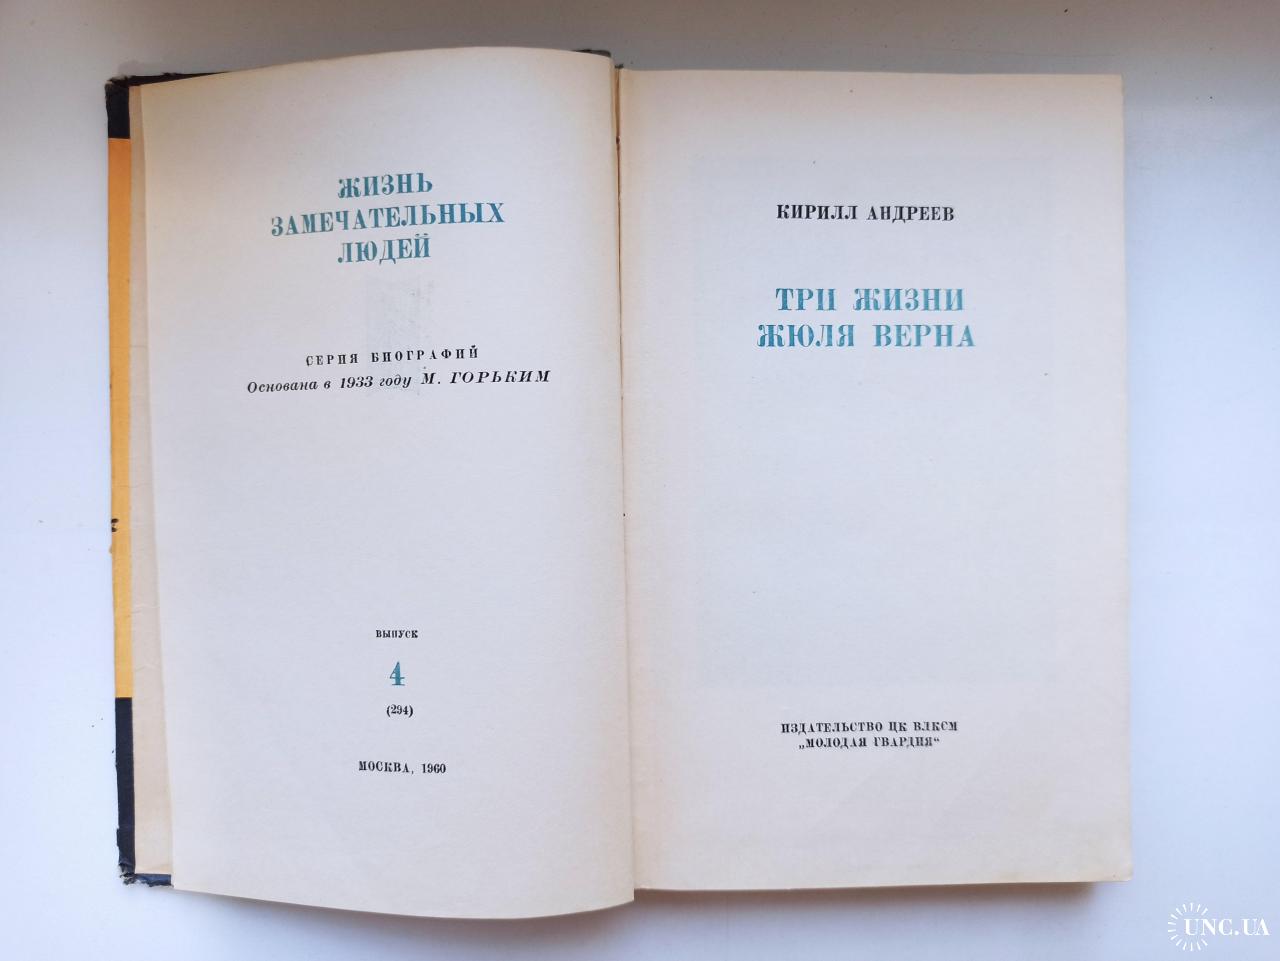 ЖИЗНЬ
ЗАМЕЧАТЕЛЬНЫХ
ЛЮДЕЙ
СЕРИЯ БИОГРАФИЙ
Основана в 1933 году М. ГОРЬКИМ
ВЫПУСК
4
(294)
МОСКВА, 1960
КИРИЛЛ АНДРЕЕВ
ТРИ ЖИЗНИ
ЖЮЛЯ ВЕРНА
ИЗДАТЕЛЬСТВО ЦК ВЛКСМ
„МОЛОДАЯ ГВАРДИЯ“
UNC.UA